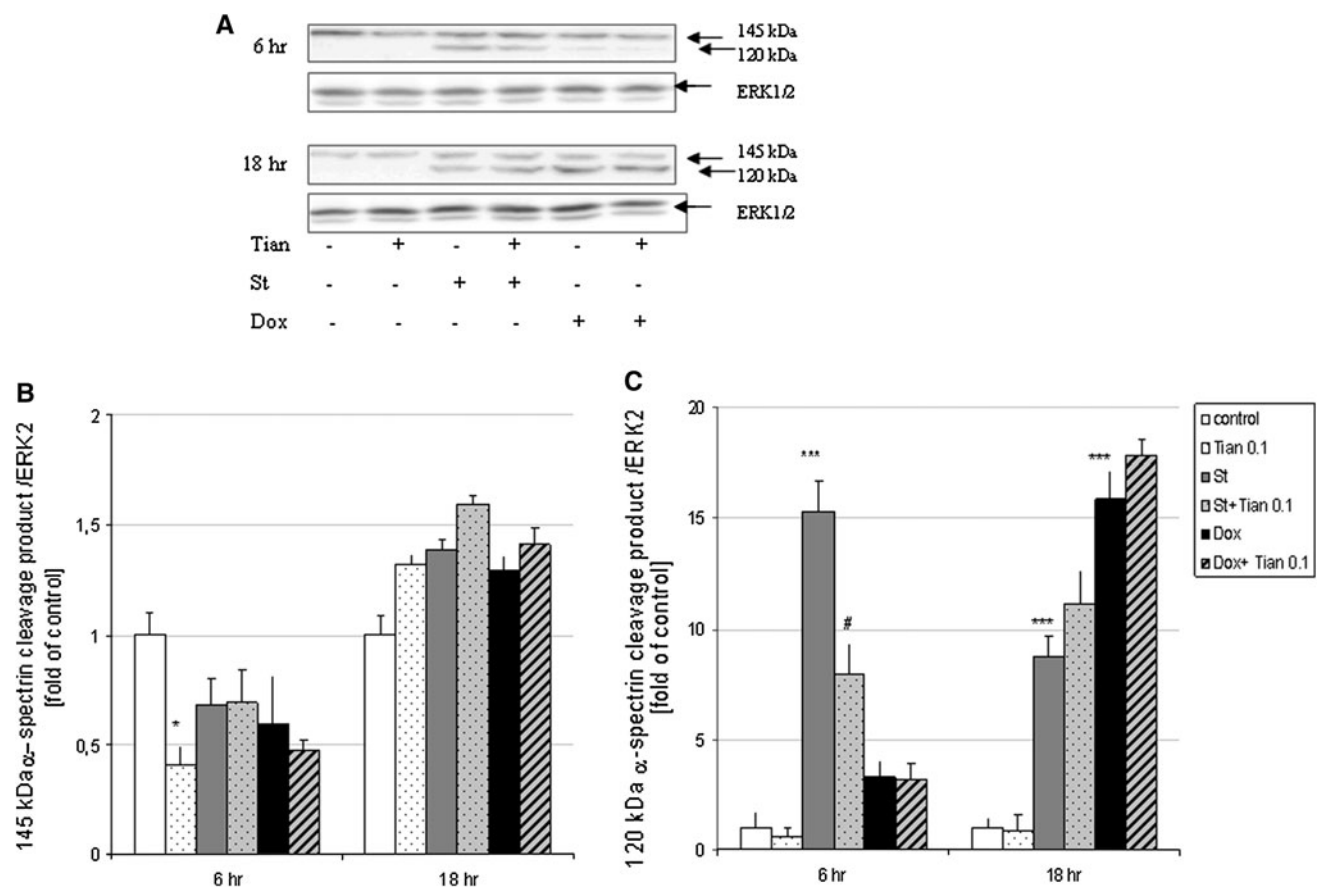 A
6 hr
145 kDa
120 kDa
ERK1/2
18 hr
145 kDa
120 kDa
ERK1/2
Tian - + - + - +
St - - + + - -
Dox - - - - + +
B
145 kDa α– spectrin cleavage product /ERK2
[fold of control]
2
1,5
1
0,5
0
*
6 hr
18 hr
C
120 kDa α-spectrin cleavage product /ERK2
[fold of control]
20
15
10
5
0
***
#
***
***
6 hr
18 hr
control
Tian 0.1
St
St+Tian 0.1
Dox
Dox+ Tian 0.1